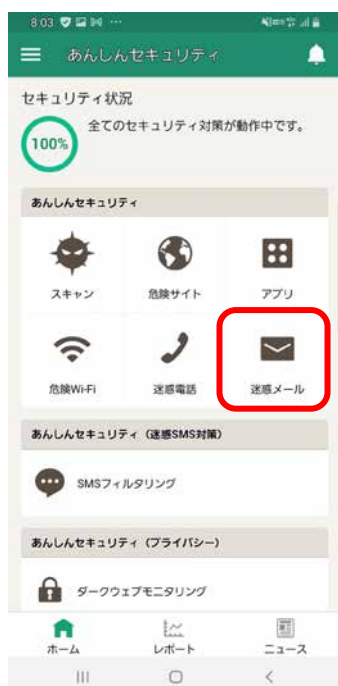 8:03
あんしんセキュリティ
セキュリティ状況
100%
全てのセキュリティ対策が動作中です。
あんしんセキュリティ
スキャン 危険サイト アプリ
危険Wi-Fi 迷惑電話 迷惑メール
あんしんセキュリティ（迷惑SMS対策）
SMSフィルタリング
あんしんセキュリティ（プライバシー）
ダークウェブモニタリング
ホーム レポート ニュース